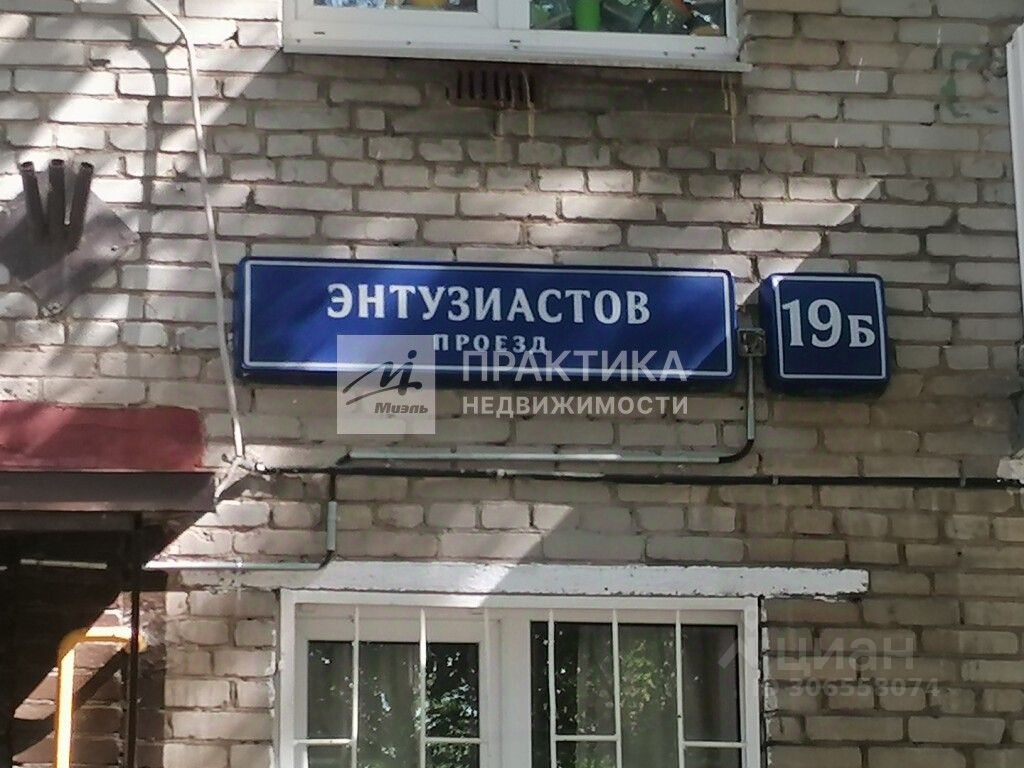 ЭНТУЗИАСТОВ
ПРОЕЗД
19Б
Миэль
ПРАКТИКА
НЕДВИЖИМОСТИ
циан
306553074